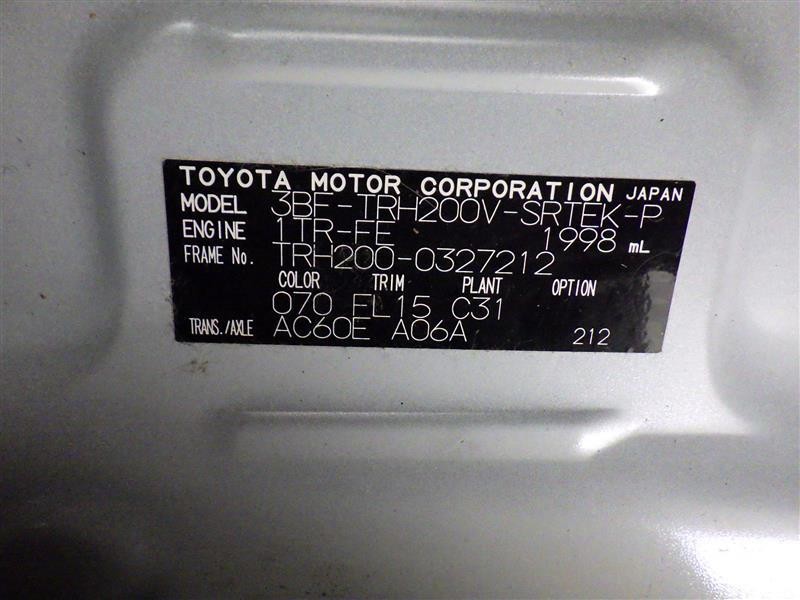 TOYOTA MOTOR CORPORATION JAPAN
MODEL 3BF-TRH200V-SRTEK-P
ENGINE 1TR-FE 1998 mL
FRAME No. TRH200-0327212
COLOR TRIM PLANT OPTION
070 FL15 C31
TRANS./AXLE AC60E A06A 212